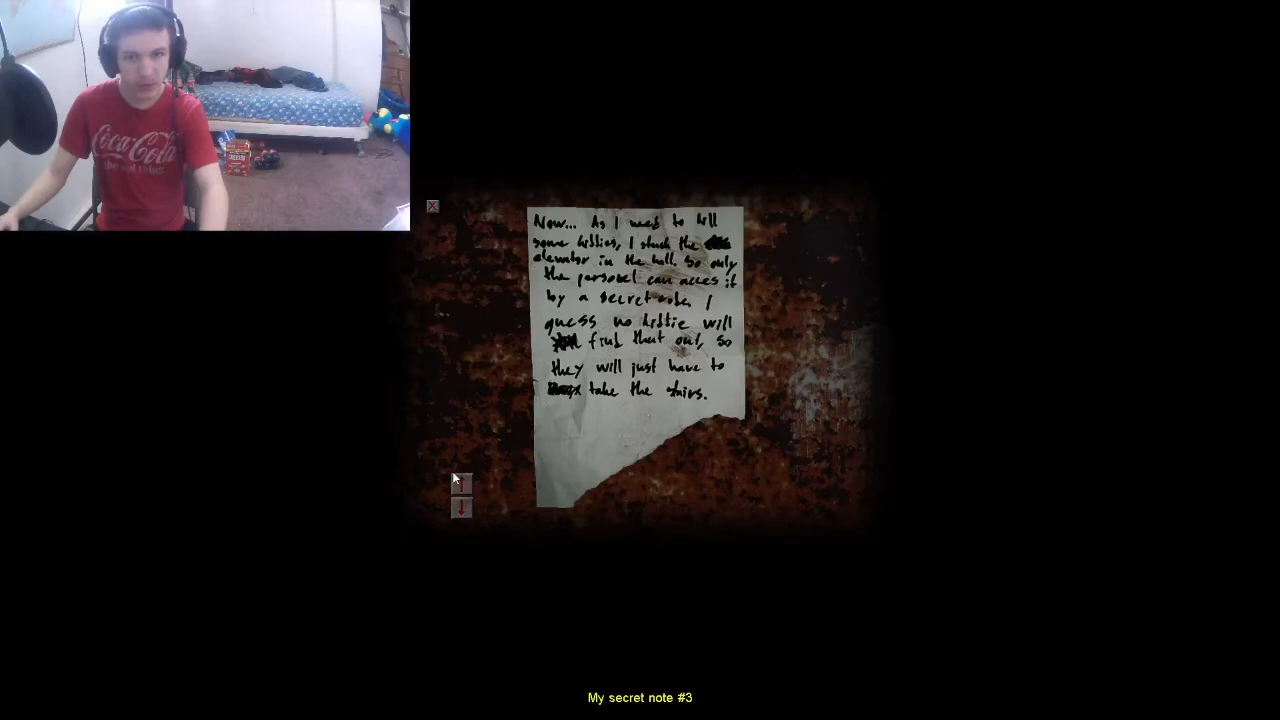 Coca-Cola
Now... As I need to kill
some kiddies, I stuck the
elevator in the hall. So only
the personel can acces it
by a secret code. I
guess no kiddie will
find that out, so
they will just have to
take the stairs.
My secret note #3